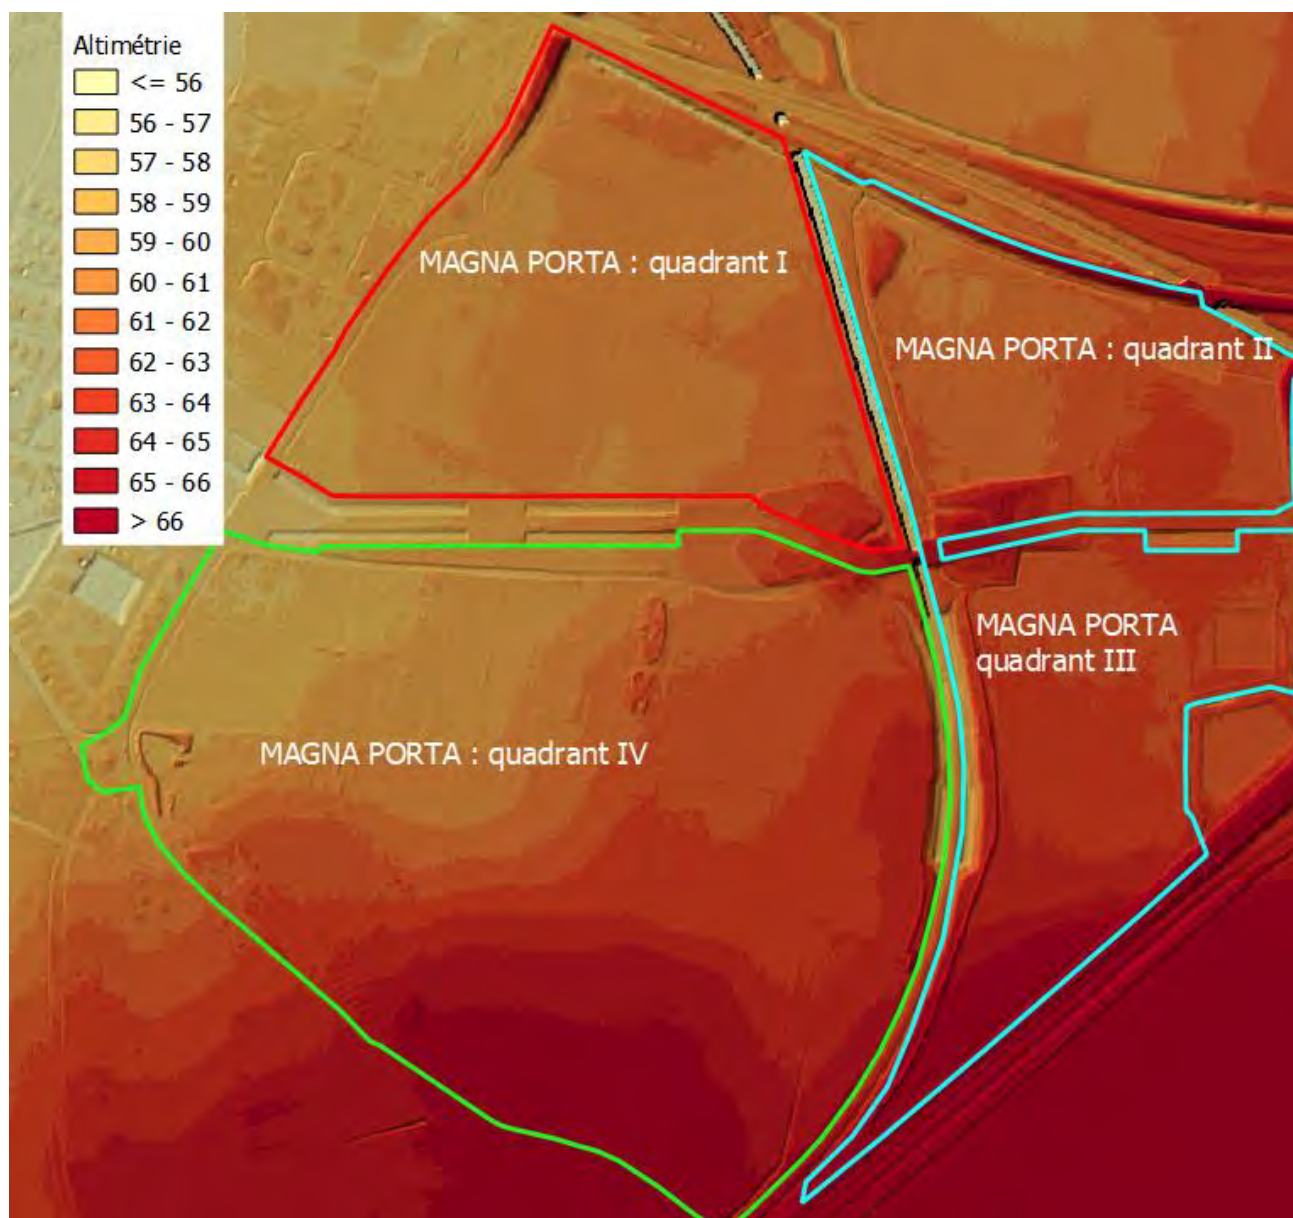 Altimétrie
<= 56
56 - 57
57 - 58
58 - 59
59 - 60
60 - 61
61 - 62
62 - 63
63 - 64
64 - 65
65 - 66
> 66
MAGNA PORTA : quadrant I
MAGNA PORTA : quadrant II
MAGNA PORTA
quadrant III
MAGNA PORTA : quadrant IV